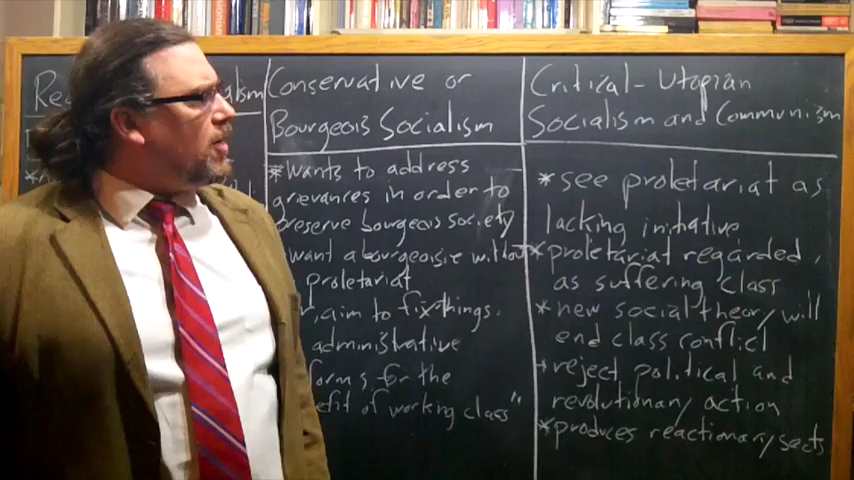 Conservative or
Bourgeois Socialism
*wants to address
grievances in order to
preserve bourgeois society
want a bourgeoisie without
proletariat
aim to fix things.
administrative
for the
of working class"
Critical-Utopian
Socialism and Communism
*see proletariat as
lacking initiative
*proletariat regarded
as suffering class
*new social theory will
end class conflict
*reject political and
revolutionary action
*produces reactionary sects